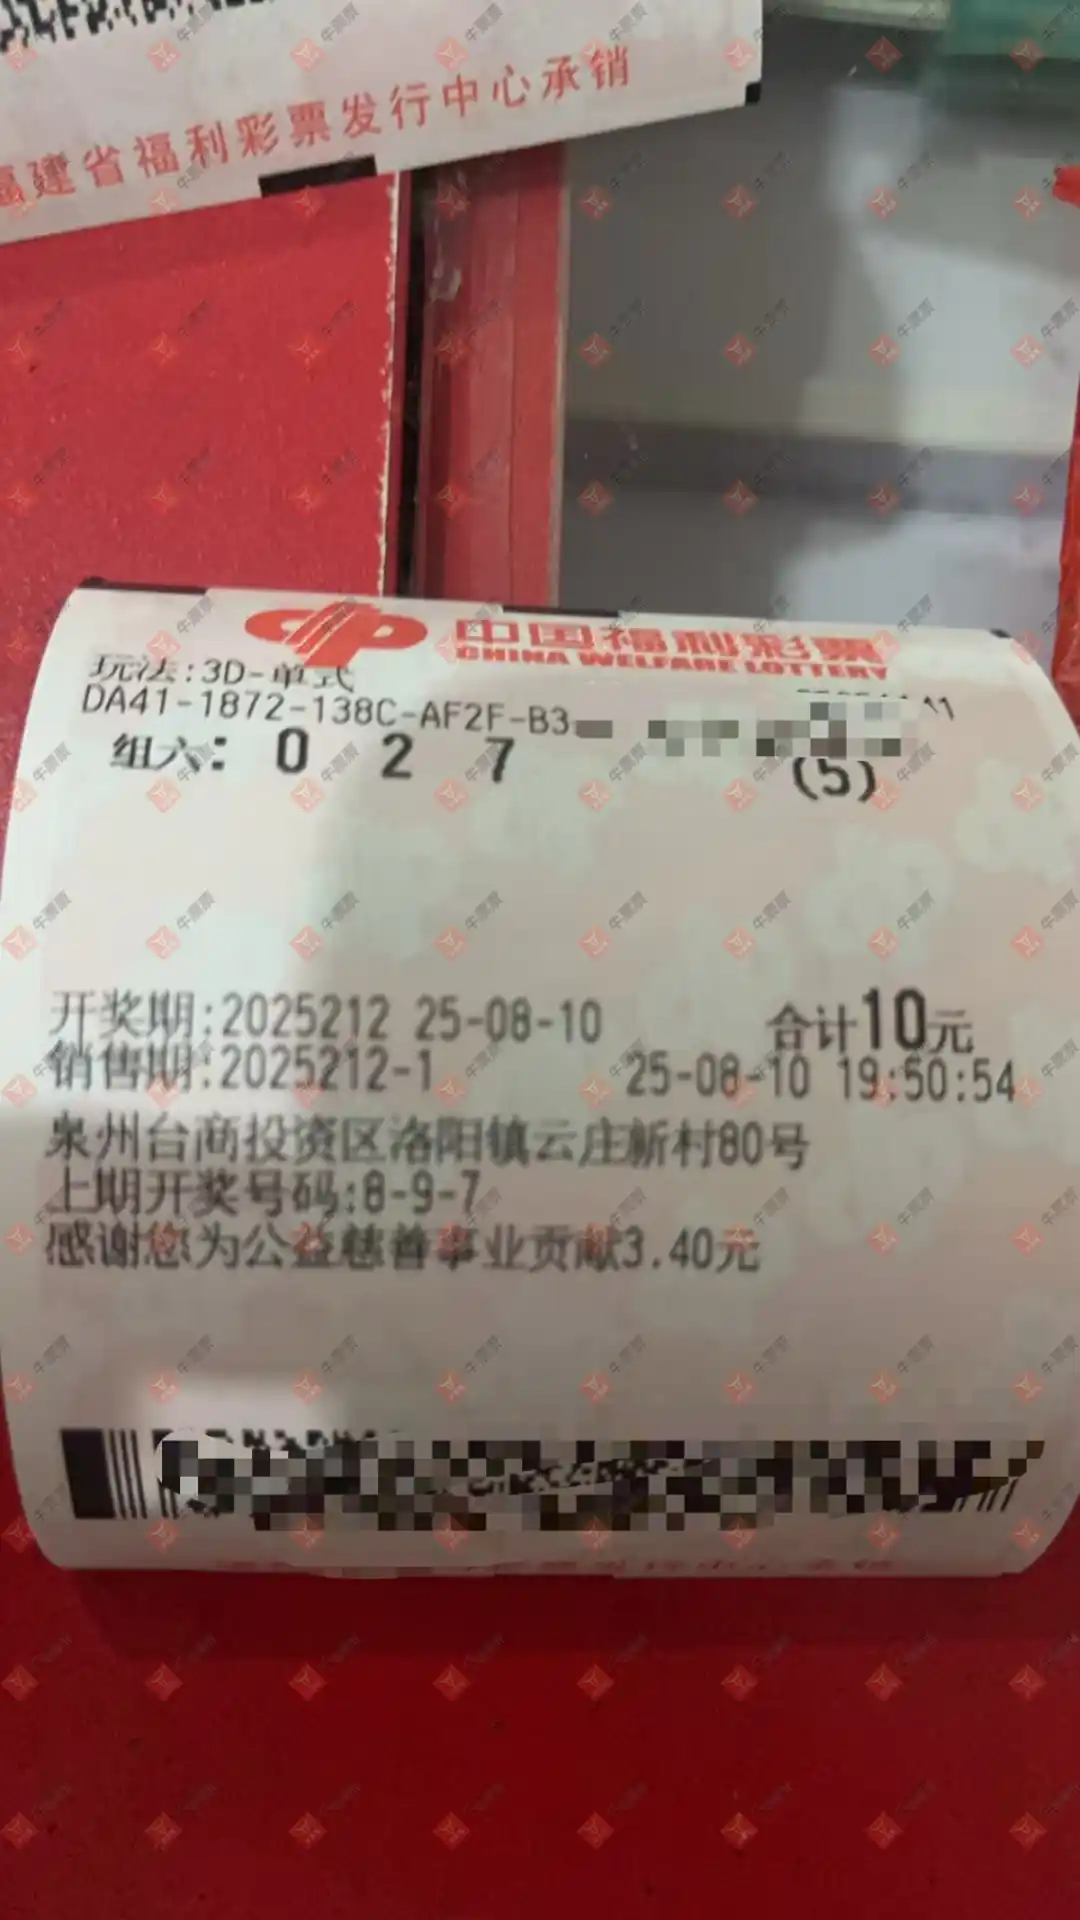 福建省福利彩票发行中心承销
中国福利彩票
CHINA WELFARE LOTTERY
玩法:3D-单式
DA41-1872-138C-AF2F-B3
组六: 0 2 7 (5)
开奖期:2025212 25-08-10 合计10元
销售期:2025212-1 25-08-10 19:50:54
泉州台商投资区洛阳镇云庄新村80号
上期开奖号码:8-9-7
感谢您为公益慈善事业贡献3.40元
牛票票